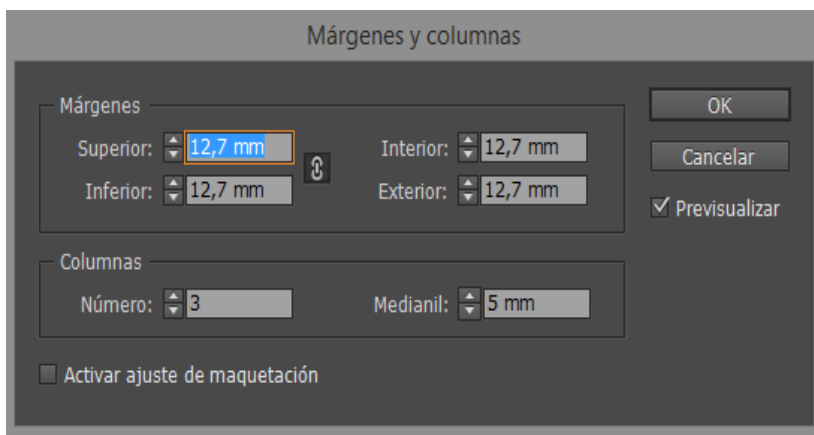 Márgenes y columnas
Márgenes
Superior: 12,7 mm
Interior: 12,7 mm
Inferior: 12,7 mm
Exterior: 12,7 mm
Columnas
Número: 3
Medianil: 5 mm
Activar ajuste de maquetación
OK
Cancelar
Previsualizar